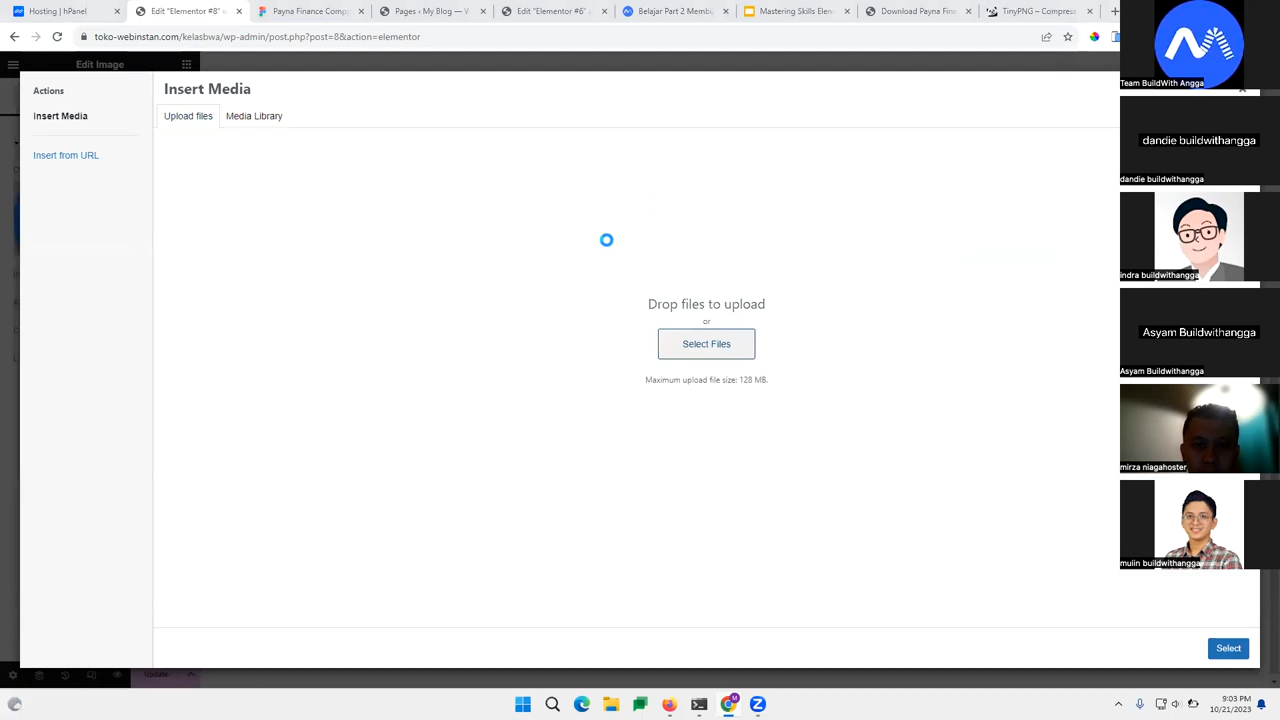 Hosting | hPanel
Edit "Elementor #8"
Payna Finance Comp
Pages ‹ My Blog — V
Edit "Elementor #6"
Belajar Part 2 Membig
Mastering Skills Elem
Download Payna Fin
TinyPNG – Compress
toko-webinstan.com/kelasbwa/wp-admin/post.php?post=8&action=elementor
Edit Image
Actions
Insert Media
Insert from URL
Insert Media
Upload files
Media Library
Drop files to upload
or
Select Files
Maximum upload file size: 128 MB.
Select
Update
Team BuildWith Angga
dandie buildwithangga
dandie buildwithangga
indra buildwithangga
Asyam Buildwithangga
Asyam Buildwithangga
mirza niagahoster
muiin buildwithangga
9:03 PM
10/21/2023